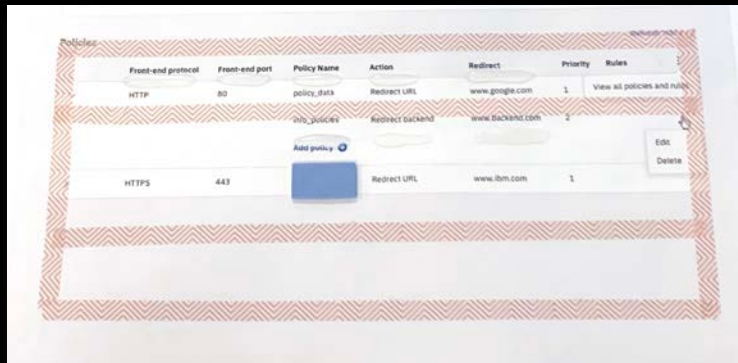 Policies
Front-end protocol Front-end port Policy Name Action Redirect Priority Rules
HTTP 80 policy_data Redirect URL www.google.com 1 View all policies and rules
info_policies Redirect backend www.Backend.com 2
Edit
Add policy
Delete
HTTPS 443 Redirect URL www.ibm.com 1